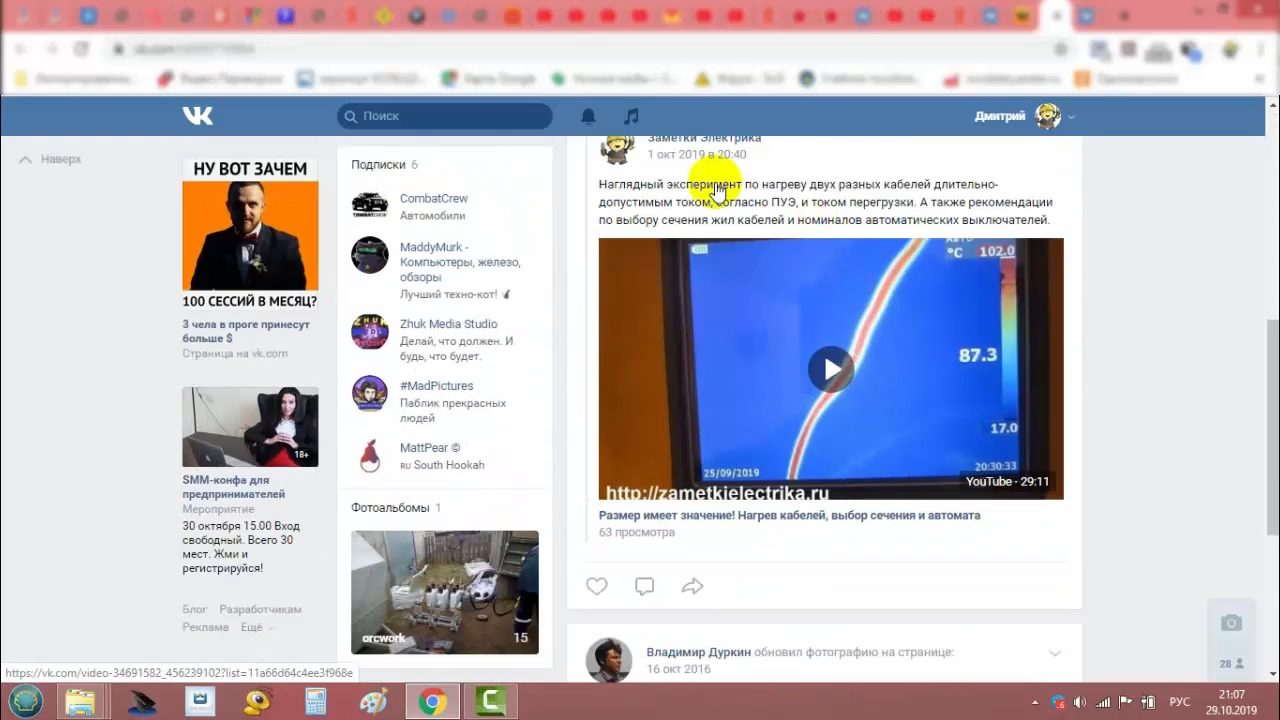 Поиск
Дмитрий
Наверх
НУ ВОТ ЗАЧЕМ
100 СЕССИЙ В МЕСЯЦ?
3 чела в проге принесут
больше $
Страница на vk.com
18+
SMM-конфа для
предпринимателей
Мероприятие
30 октября 15.00 Вход
свободный. Всего 30
мест. Жми и
регистрируйся!
Блог Разработчикам
Реклама Ещё
Подписки 6
CombatCrew
Автомобили
MaddyMurk -
Компьютеры, железо,
обзоры
Лучший техно-кот!
Zhuk Media Studio
Делай, что должен. И
будь, что будет.
#MadPictures
Паблик прекрасных
людей
MattPear ©
RU South Hookah
Фотоальбомы 1
orcwork 15
Заметки Электрика
1 окт 2019 в 20:40
Наглядный эксперимент по нагреву двух разных кабелей длительно-
допустимым током, согласно ПУЭ, и током перегрузки. А также рекомендации
по выбору сечения жил кабелей и номиналов автоматических выключателей.
°C 102.0
87.3
17.0
25/09/2019 20:30:33
YouTube · 29:11
http://zametkielectrika.ru
Размер имеет значение! Нагрев кабелей, выбор сечения и автомата
63 просмотра
Владимир Дуркин обновил фотографию на странице:
16 окт 2016
28
https://vk.com/video-34691582_456239102?list=11a66d64c4ee3f968e
РУС
21:07
29.10.2019